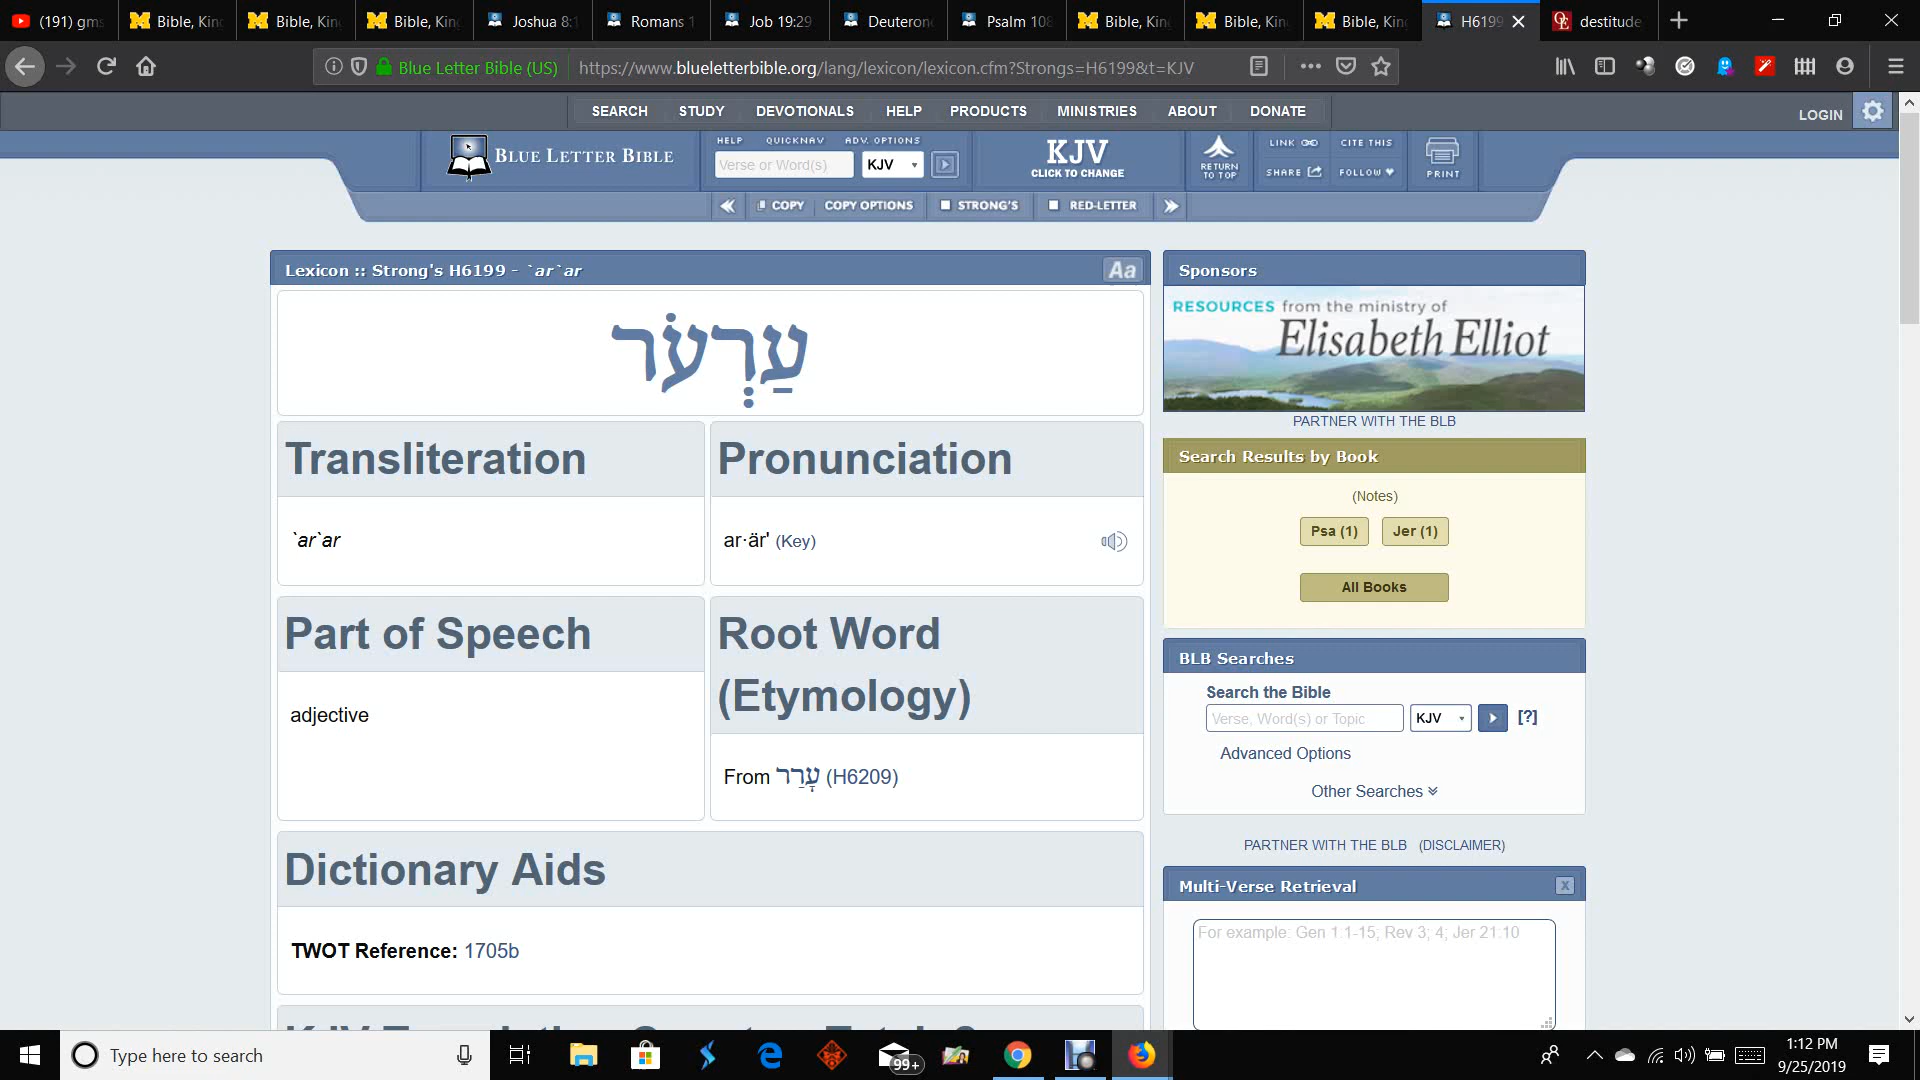 (191) gms
Bible, King
Bible, King
Bible, King
Joshua 8:1
Romans 1
Job 19:29
Deuterono
Psalm 108
Bible, King
Bible, King
Bible, King
H6199
destitude
Blue Letter Bible (US)
https://www.blueletterbible.org/lang/lexicon/lexicon.cfm?Strongs=H6199&t=KJV
SEARCH STUDY DEVOTIONALS HELP PRODUCTS MINISTRIES ABOUT DONATE
LOGIN
BLUE LETTER BIBLE
HELP QUICKNAV ADV. OPTIONS
Verse or Word(s) KJV
KJV
CLICK TO CHANGE
RETURN
TO TOP
LINK CITE THIS
SHARE FOLLOW
PRINT
COPY COPY OPTIONS STRONG'S RED-LETTER
Lexicon :: Strong's H6199 - `ar`ar
Aa
עַרְעֹר
Transliteration
`ar`ar
Pronunciation
ar·är' (Key)
Part of Speech
adjective
Root Word
(Etymology)
From עָרַר (H6209)
Dictionary Aids
TWOT Reference: 1705b
Sponsors
RESOURCES from the ministry of
Elisabeth Elliot
PARTNER WITH THE BLB
Search Results by Book
(Notes)
Psa (1) Jer (1)
All Books
BLB Searches
Search the Bible
Verse, Word(s) or Topic KJV [?]
Advanced Options
Other Searches
PARTNER WITH THE BLB (DISCLAIMER)
Multi-Verse Retrieval
x
For example: Gen 1:1-15; Rev 3; 4; Jer 21:10
Type here to search
99+
1:12 PM
9/25/2019